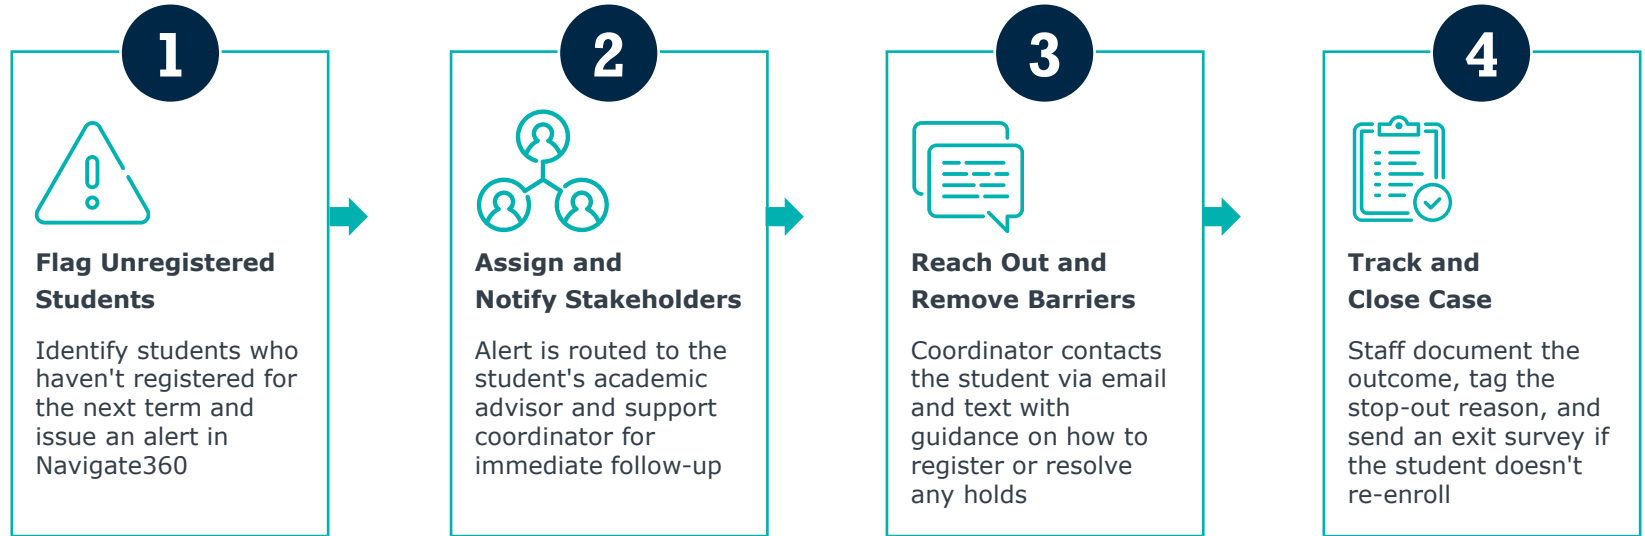 1
Flag Unregistered
Students
Identify students who
haven't registered for
the next term and
issue an alert in
Navigate360
2
Assign and
Notify Stakeholders
Alert is routed to the
student's academic
advisor and support
coordinator for
immediate follow-up
3
Reach Out and
Remove Barriers
Coordinator contacts
the student via email
and text with
guidance on how to
register or resolve
any holds
4
Track and
Close Case
Staff document the
outcome, tag the
stop-out reason, and
send an exit survey if
the student doesn't
re-enroll